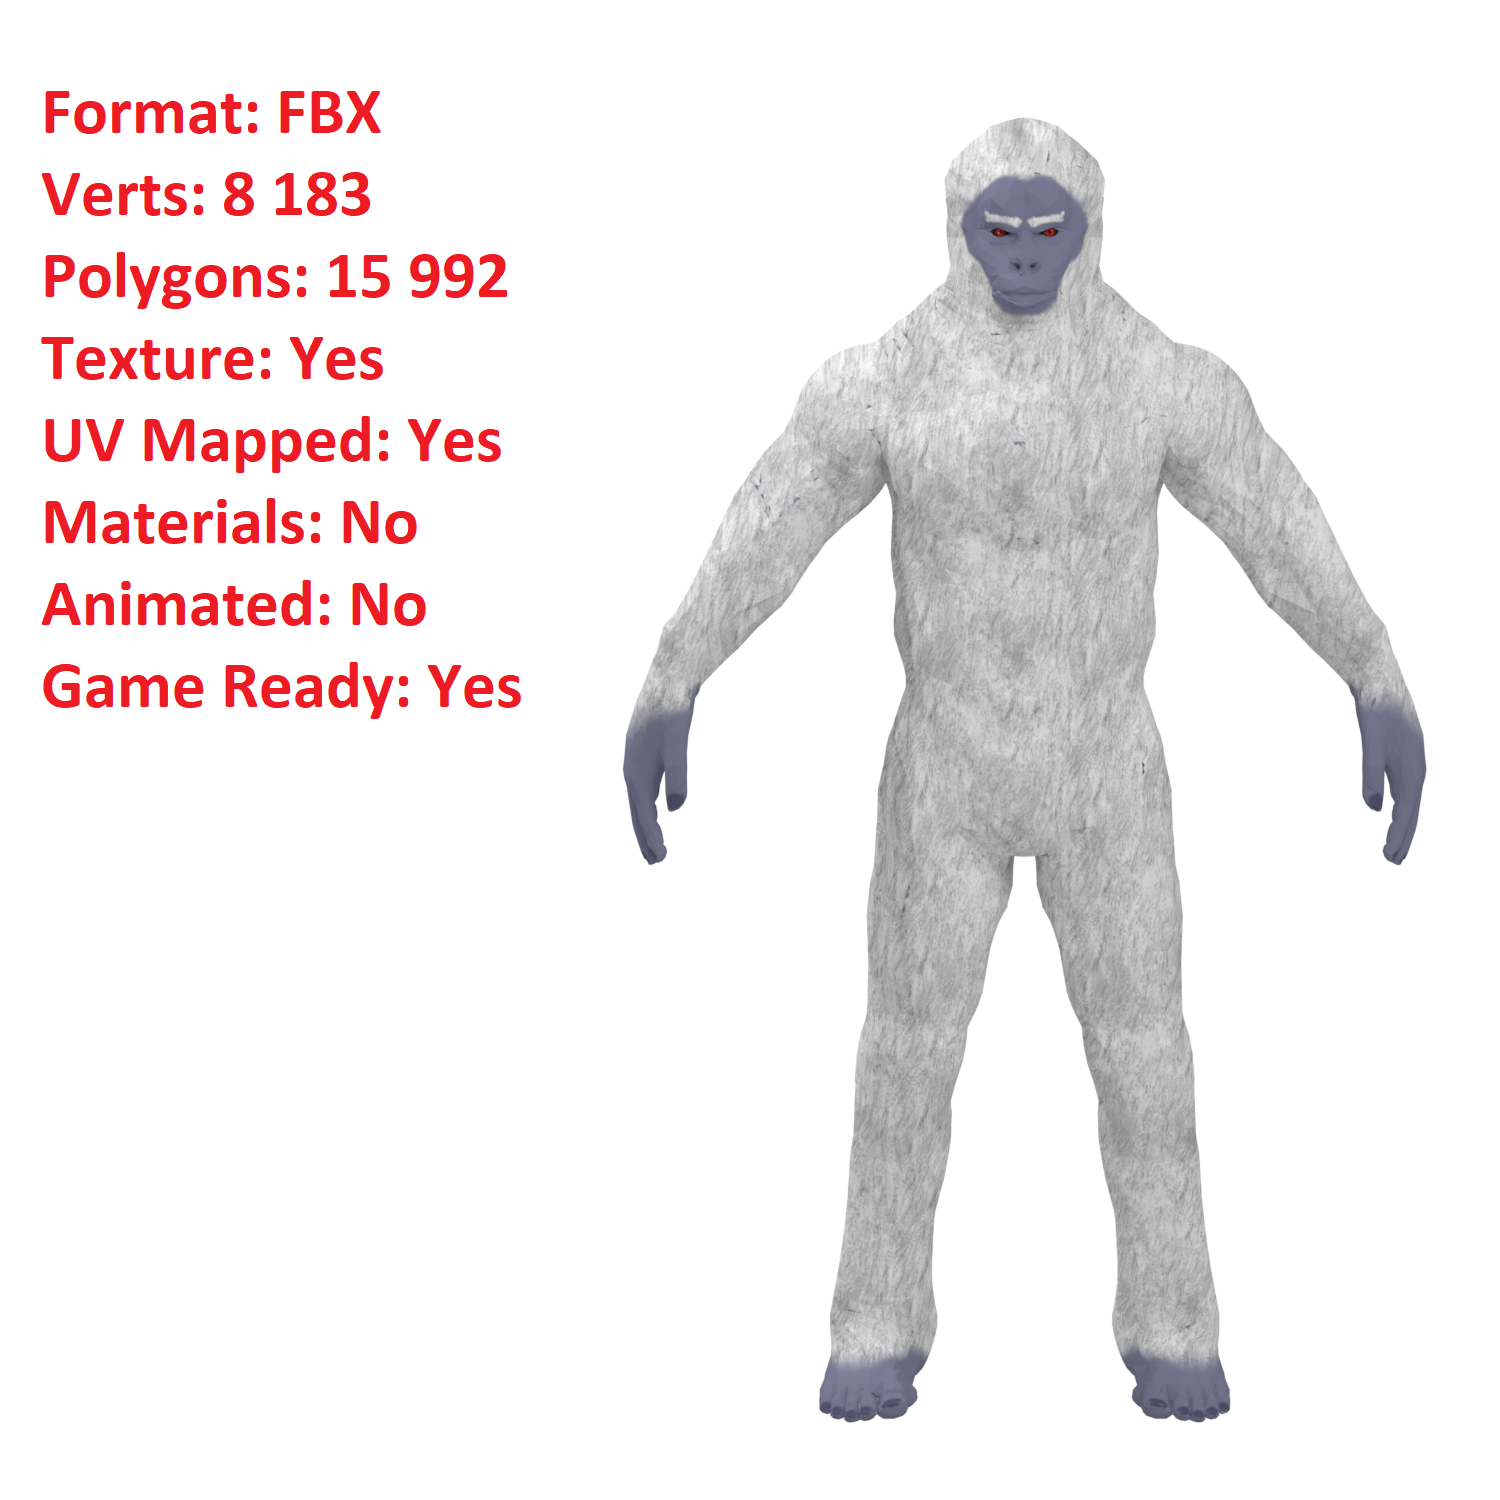 Format: FBX
Verts: 8 183
Polygons: 15 992
Texture: Yes
UV Mapped: Yes
Materials: No
Animated: No
Game Ready: Yes